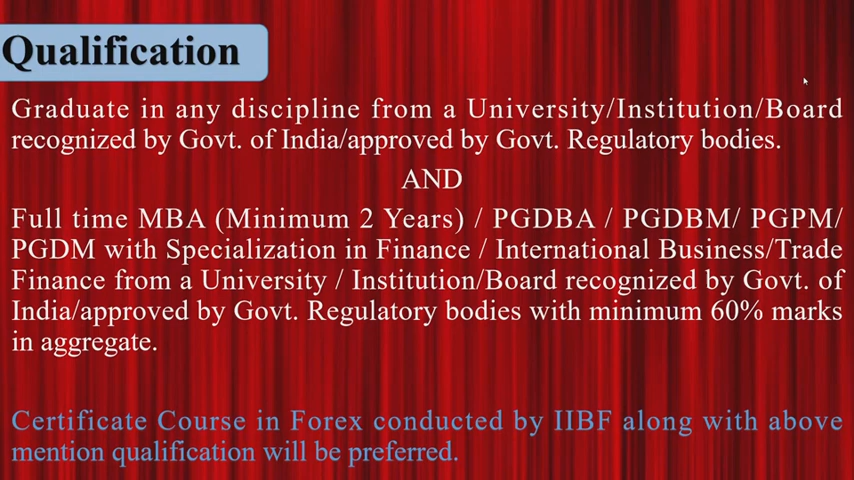 Qualification
Graduate in any discipline from a University/Institution/Board
recognized by Govt. of India/approved by Govt. Regulatory bodies.
AND
Full time MBA (Minimum 2 Years) / PGDBA / PGDBM/ PGPM/
PGDM with Specialization in Finance / International Business/Trade
Finance from a University / Institution/Board recognized by Govt. of
India/approved by Govt. Regulatory bodies with minimum 60% marks
in aggregate.
Certificate Course in Forex conducted by IIBF along with above
mention qualification will be preferred.